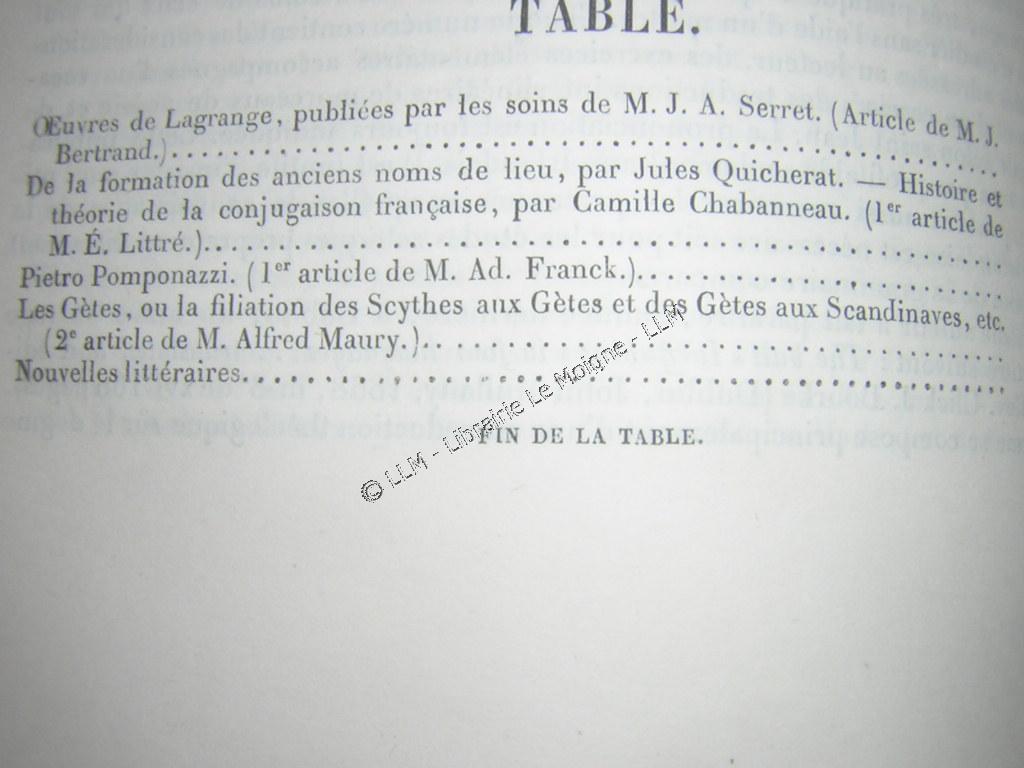 TABLE.
Œuvres de Lagrange, publiées par les soins de M. J. A. Serret. (Article de M. J.
Bertrand.)
De la formation des anciens noms de lieu, par Jules Quicherat. — Histoire et
théorie de la conjugaison française, par Camille Chabanneau. (1er article de
M. É. Littré.)
Pietro Pomponazzi. (1er article de M. Ad. Franck.)
Les Gètes, ou la filiation des Scythes aux Gètes et des Gètes aux Scandinaves, etc.
(2e article de M. Alfred Maury.)
Nouvelles littéraires
FIN DE LA TABLE.
© LLM - Librairie Le Moigne - LLM